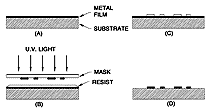 METAL
FILM
SUBSTRATE
(A)
(C)
U.V. LIGHT
MASK
RESIST
(B)
(D)